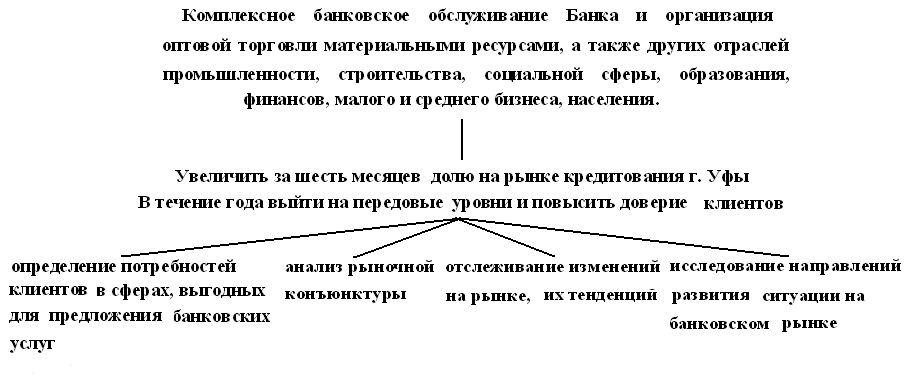 Комплексное банковское обслуживание Банка и организация
оптовой торговли материальными ресурсами, а также других отраслей
промышленности, строительства, социальной сферы, образования,
финансов, малого и среднего бизнеса, населения.
Увеличить за шесть месяцев долю на рынке кредитования г. Уфы
В течение года выйти на передовые уровни и повысить доверие клиентов
определение потребностей
клиентов в сферах, выгодных
для предложения банковских
услуг
анализ рыночной
конъюнктуры
отслеживание изменений
на рынке, их тенденций
исследование направлений
развития ситуации на
банковском рынке